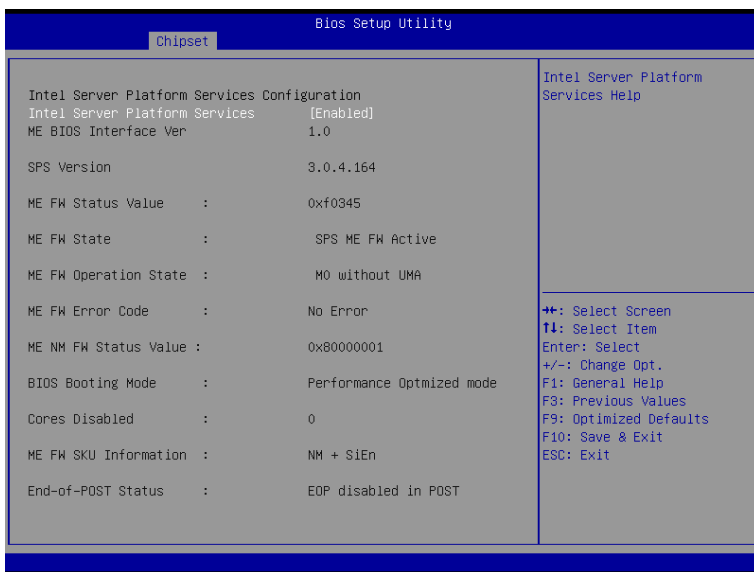 Bios Setup Utility
Chipset
Intel Server Platform Services Configuration
Intel Server Platform Services [Enabled]
ME BIOS Interface Ver 1.0
SPS Version 3.0.4.164
ME FW Status Value : 0xf0345
ME FW State : SPS ME FW Active
ME FW Operation State : M0 without UMA
ME FW Error Code : No Error
ME NM FW Status Value : 0x80000001
BIOS Booting Mode : Performance Optmized mode
Cores Disabled : 0
ME FW SKU Information : NM + SiEn
End-of-POST Status : EOP disabled in POST
Intel Server Platform
Services Help
→←: Select Screen
↑↓: Select Item
Enter: Select
+/-: Change Opt.
F1: General Help
F3: Previous Values
F9: Optimized Defaults
F10: Save & Exit
ESC: Exit